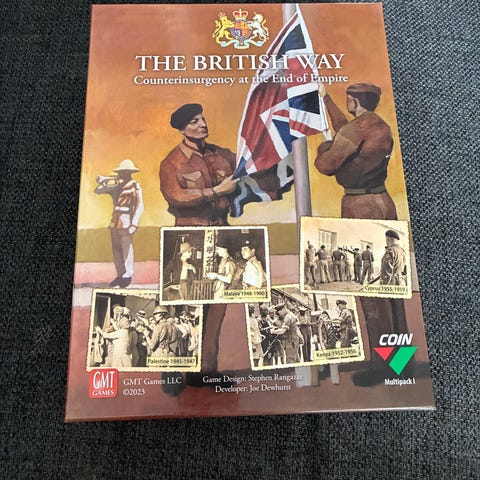 THE BRITISH WAY
Counterinsurgency at the End of Empire
Cyprus 1955-1959
Malaya 1948-1960
Palestine 1945-1947
Kenya 1952-1956
COIN
Multipack I
GMT
GAMES
GMT Games LLC
©2023
Game Design: Stephen Rangazas
Developer: Joe Dewhurst